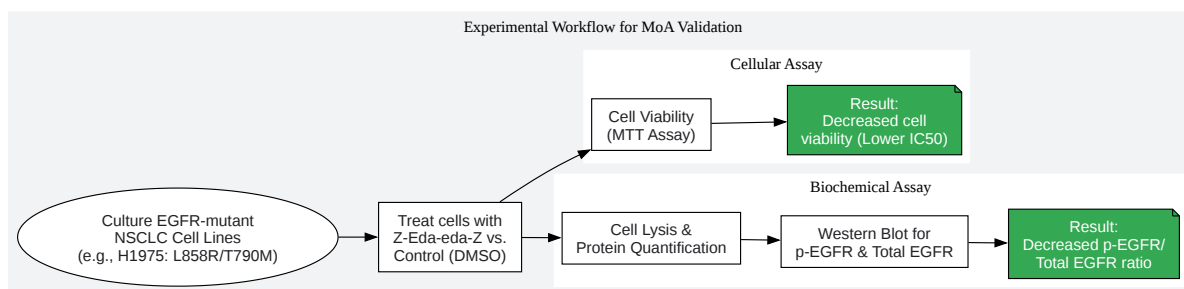 Experimental Workflow for MoA Validation
Cellular Assay
Cell Viability
(MTT Assay)
Result:
Decreased cell
viability (Lower IC50)
Biochemical Assay
Culture EGFR-mutant
NSCLC Cell Lines
(e.g., H1975: L858R/T790M)
Treat cells with
Z-Eda-eda-Z vs.
Control (DMSO)
Cell Lysis &
Protein Quantification
Western Blot for
p-EGFR & Total EGFR
Result:
Decreased p-EGFR/
Total EGFR ratio